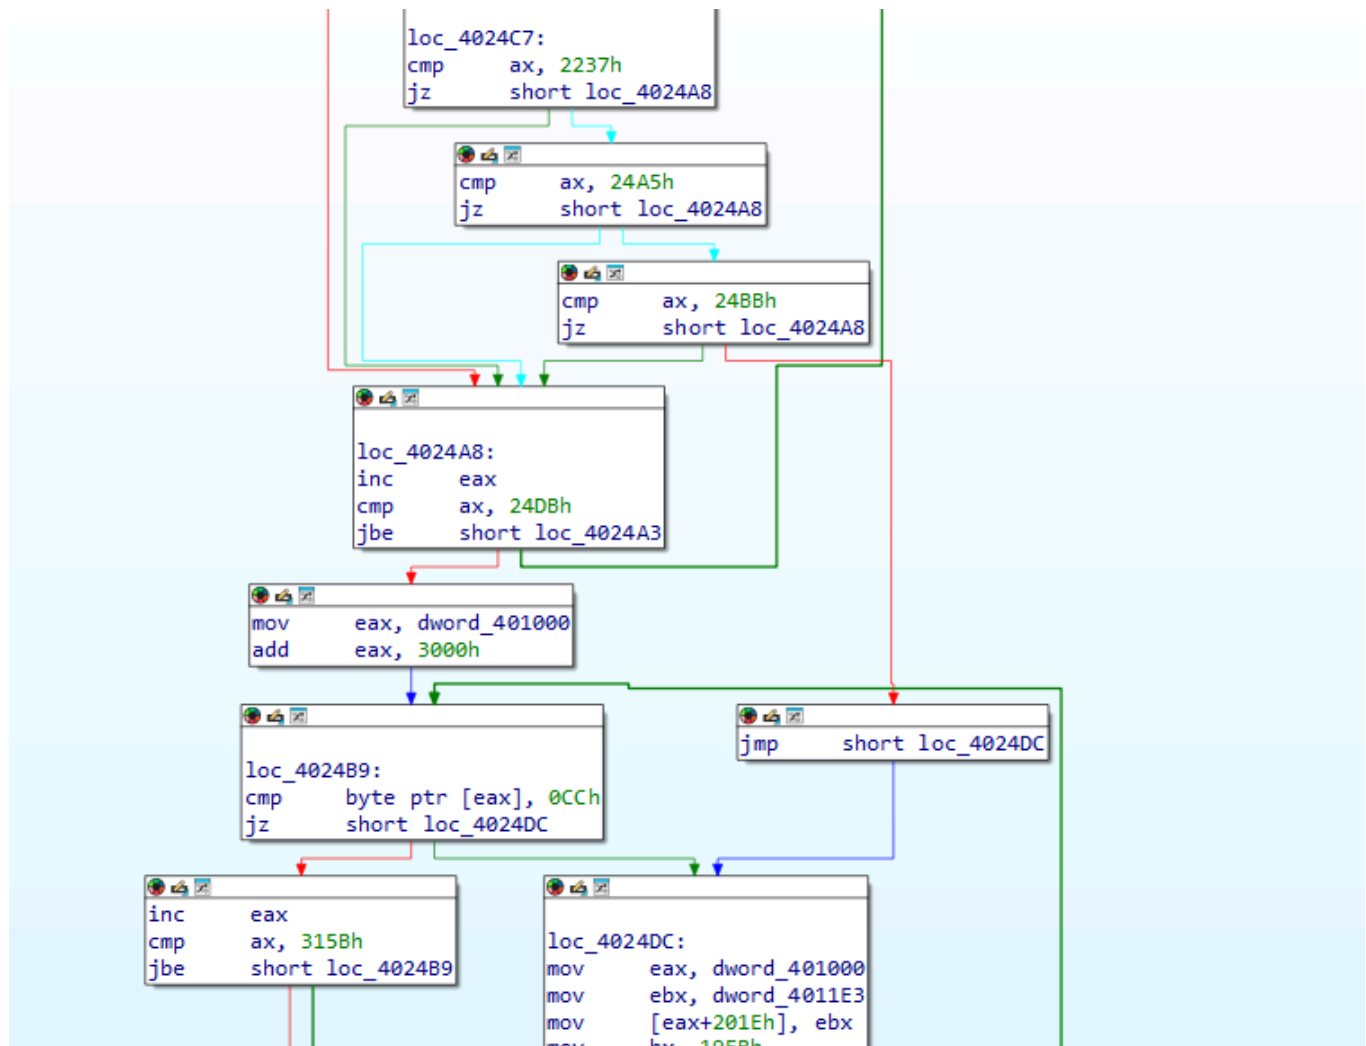 loc_4024C7:
cmp ax, 2237h
jz short loc_4024A8
cmp ax, 24A5h
jz short loc_4024A8
cmp ax, 24BBh
jz short loc_4024A8
loc_4024A8:
inc eax
cmp ax, 24DBh
jbe short loc_4024A3
mov eax, dword_401000
add eax, 3000h
loc_4024B9:
cmp byte ptr [eax], 0CCh
jz short loc_4024DC
jmp short loc_4024DC
inc eax
cmp ax, 315Bh
jbe short loc_4024B9
loc_4024DC:
mov eax, dword_401000
mov ebx, dword_4011E3
mov [eax+201Eh], ebx